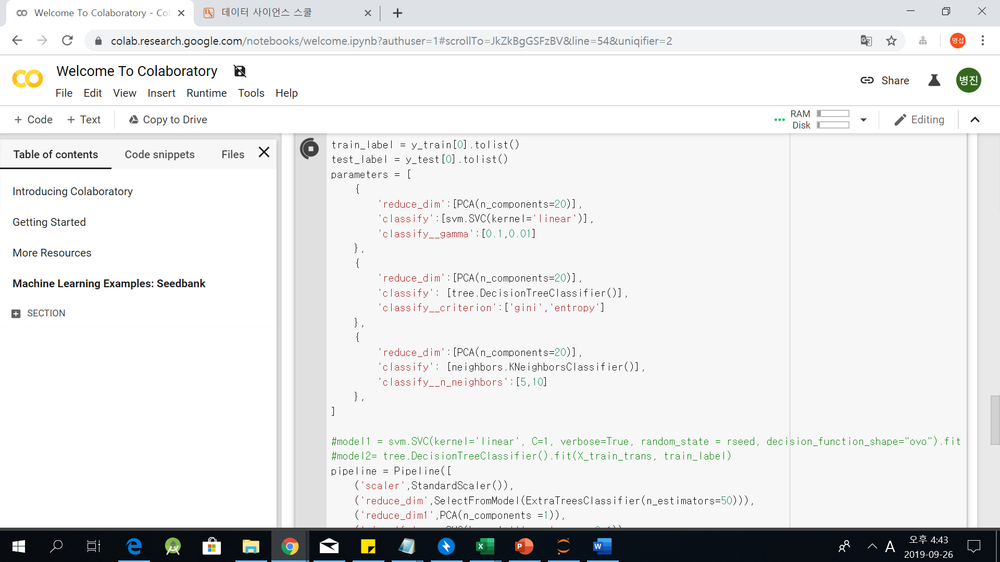 Welcome To Colaboratory - Col
데이터 사이언스 스쿨
colab.research.google.com/notebooks/welcome.ipynb?authuser=1#scrollTo=JkZkBgGSFzBV&line=54&uniqifier=2
명섭
Welcome To Colaboratory
Share
병진
File Edit View Insert Runtime Tools Help
+ Code + Text Copy to Drive
RAM
Disk
Editing
Table of contents Code snippets Files
Introducing Colaboratory
Getting Started
More Resources
Machine Learning Examples: Seedbank
SECTION
train_label = y_train[0].tolist()
test_label = y_test[0].tolist()
parameters = [
{
'reduce_dim':[PCA(n_components=20)],
'classify':[svm.SVC(kernel='linear')],
'classify__gamma':[0.1,0.01]
},
{
'reduce_dim':[PCA(n_components=20)],
'classify': [tree.DecisionTreeClassifier()],
'classify__criterion':['gini','entropy']
},
{
'reduce_dim':[PCA(n_components=20)],
'classify': [neighbors.KNeighborsClassifier()],
'classify__n_neighbors':[5,10]
},
]
#model1 = svm.SVC(kernel='linear', C=1, verbose=True, random_state = rseed, decision_function_shape="ovo").fit
#model2= tree.DecisionTreeClassifier().fit(X_train_trans, train_label)
pipeline = Pipeline([
('scaler',StandardScaler()),
('reduce_dim',SelectFromModel(ExtraTreesClassifier(n_estimators=50))),
('reduce_dim1',PCA(n_components =1)),
A
오후 4:43
2019-09-26